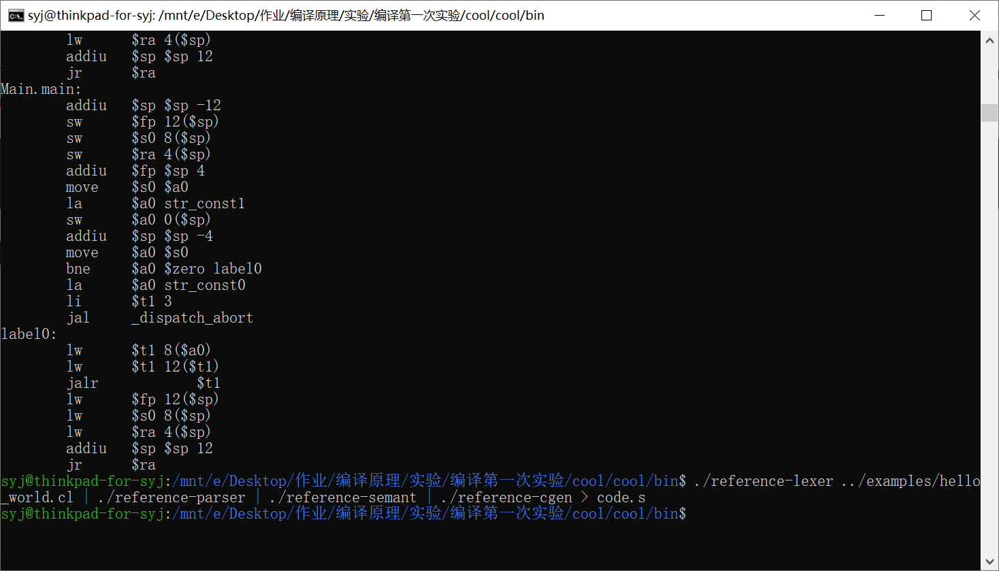 syj@thinkpad-for-syj: /mnt/e/Desktop/作业/编译原理/实验/编译第一次实验/cool/cool/bin
lw $ra 4($sp)
addiu $sp $sp 12
jr $ra
Main.main:
addiu $sp $sp -12
sw $fp 12($sp)
sw $s0 8($sp)
sw $ra 4($sp)
addiu $fp $sp 4
move $s0 $a0
la $a0 str_const1
sw $a0 0($sp)
addiu $sp $sp -4
move $a0 $s0
bne $a0 $zero label0
la $a0 str_const0
li $t1 3
jal _dispatch_abort
label0:
lw $t1 8($a0)
lw $t1 12($t1)
jalr $t1
lw $fp 12($sp)
lw $s0 8($sp)
lw $ra 4($sp)
addiu $sp $sp 12
jr $ra
syj@thinkpad-for-syj:/mnt/e/Desktop/作业/编译原理/实验/编译第一次实验/cool/cool/bin$ ./reference-lexer ../examples/hello
_world.cl | ./reference-parser | ./reference-semant | ./reference-cgen > code.s
syj@thinkpad-for-syj:/mnt/e/Desktop/作业/编译原理/实验/编译第一次实验/cool/cool/bin$